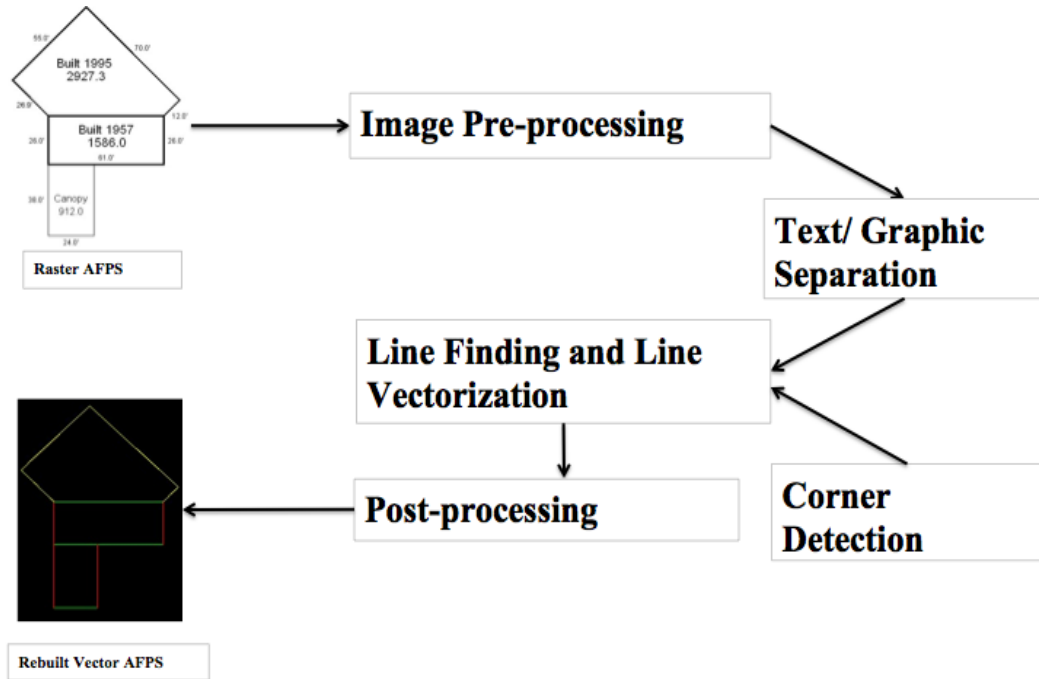 55.0'
70.0'
Built 1995
2927.3
26.0'
12.0'
Built 1957
1586.0
26.0'
26.0'
61.0'
38.0'
Canopy
912.0
24.0'
Raster AFPS
Image Pre-processing
Text/ Graphic
Separation
Line Finding and Line
Vectorization
Corner
Detection
Post-processing
Rebuilt Vector AFPS